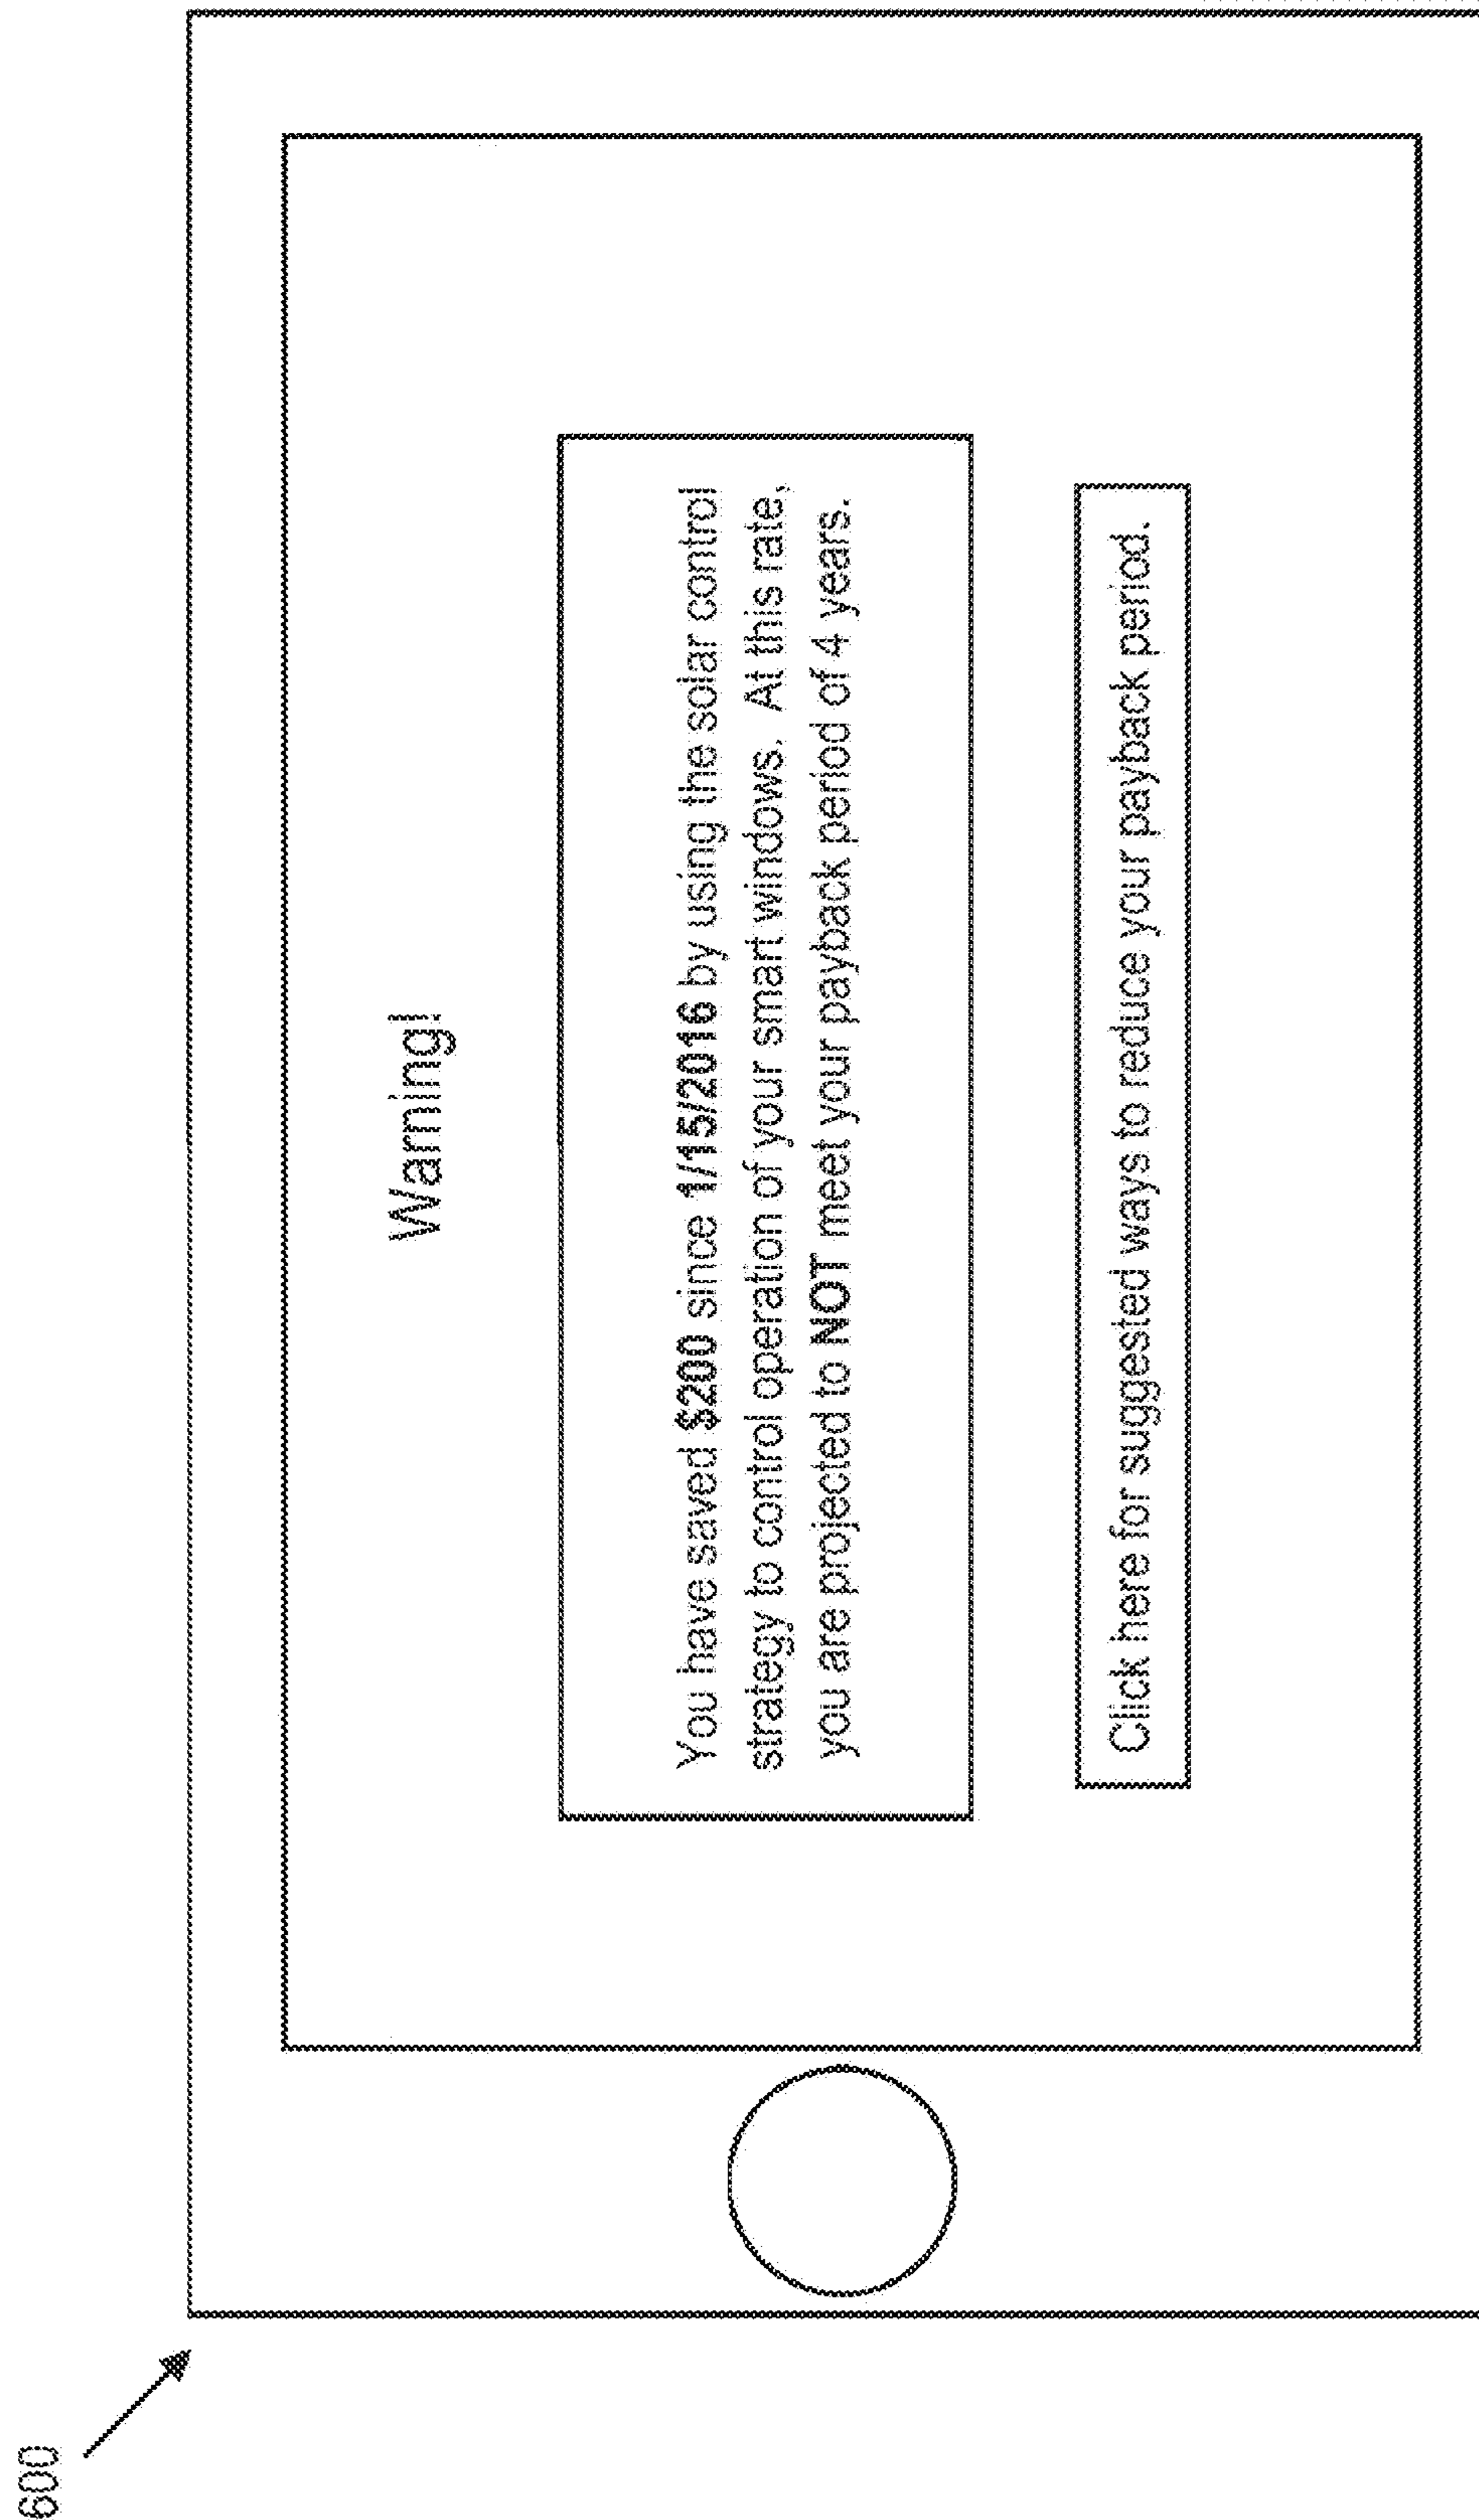 600
Warning!
You have saved $200 since 1/15/2016 by using the solar control
strategy to control operation of your smart windows. At this rate,
you are projected to NOT meet your payback period of 4 years.
Click here for suggested ways to reduce your payback period.